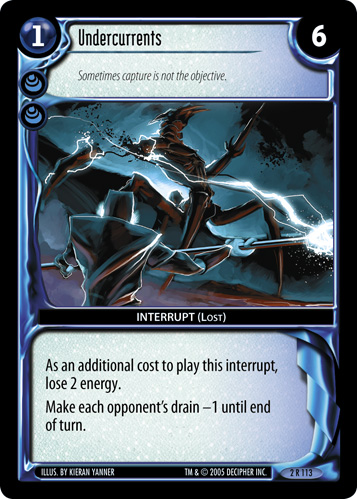 1 Undercurrents 6
Sometimes capture is not the objective.
INTERRUPT (LOST)
As an additional cost to play this interrupt,
lose 2 energy.
Make each opponent's drain –1 until end
of turn.
ILLUS. BY KIERAN YANNER TM & © 2005 DECIPHER INC. 2 R 113